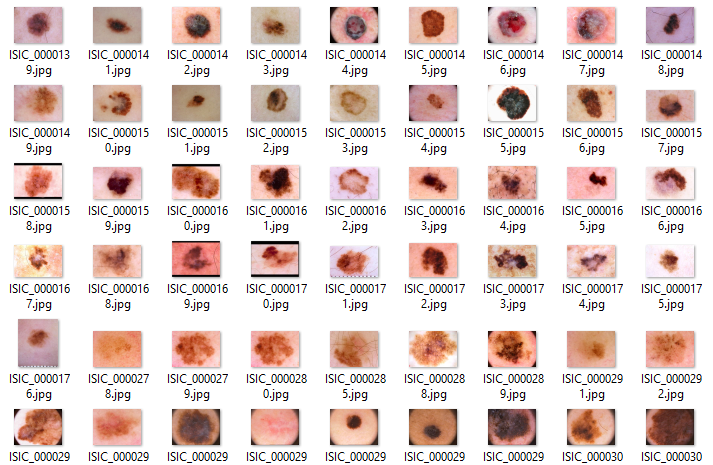 ISIC_000013 ISIC_000014 ISIC_000014 ISIC_000014 ISIC_000014 ISIC_000014 ISIC_000014 ISIC_000014 ISIC_000014
9.jpg 1.jpg 2.jpg 3.jpg 4.jpg 5.jpg 6.jpg 7.jpg 8.jpg
ISIC_000014 ISIC_000015 ISIC_000015 ISIC_000015 ISIC_000015 ISIC_000015 ISIC_000015 ISIC_000015 ISIC_000015
9.jpg 0.jpg 1.jpg 2.jpg 3.jpg 4.jpg 5.jpg 6.jpg 7.jpg
ISIC_000015 ISIC_000015 ISIC_000016 ISIC_000016 ISIC_000016 ISIC_000016 ISIC_000016 ISIC_000016 ISIC_000016
8.jpg 9.jpg 0.jpg 1.jpg 2.jpg 3.jpg 4.jpg 5.jpg 6.jpg
ISIC_000016 ISIC_000016 ISIC_000016 ISIC_000017 ISIC_000017 ISIC_000017 ISIC_000017 ISIC_000017 ISIC_000017
7.jpg 8.jpg 9.jpg 0.jpg 1.jpg 2.jpg 3.jpg 4.jpg 5.jpg
ISIC_000017 ISIC_000027 ISIC_000027 ISIC_000028 ISIC_000028 ISIC_000028 ISIC_000028 ISIC_000029 ISIC_000029
6.jpg 8.jpg 9.jpg 0.jpg 5.jpg 8.jpg 9.jpg 1.jpg 2.jpg
ISIC_000029 ISIC_000029 ISIC_000029 ISIC_000029 ISIC_000029 ISIC_000029 ISIC_000029 ISIC_000030 ISIC_000030